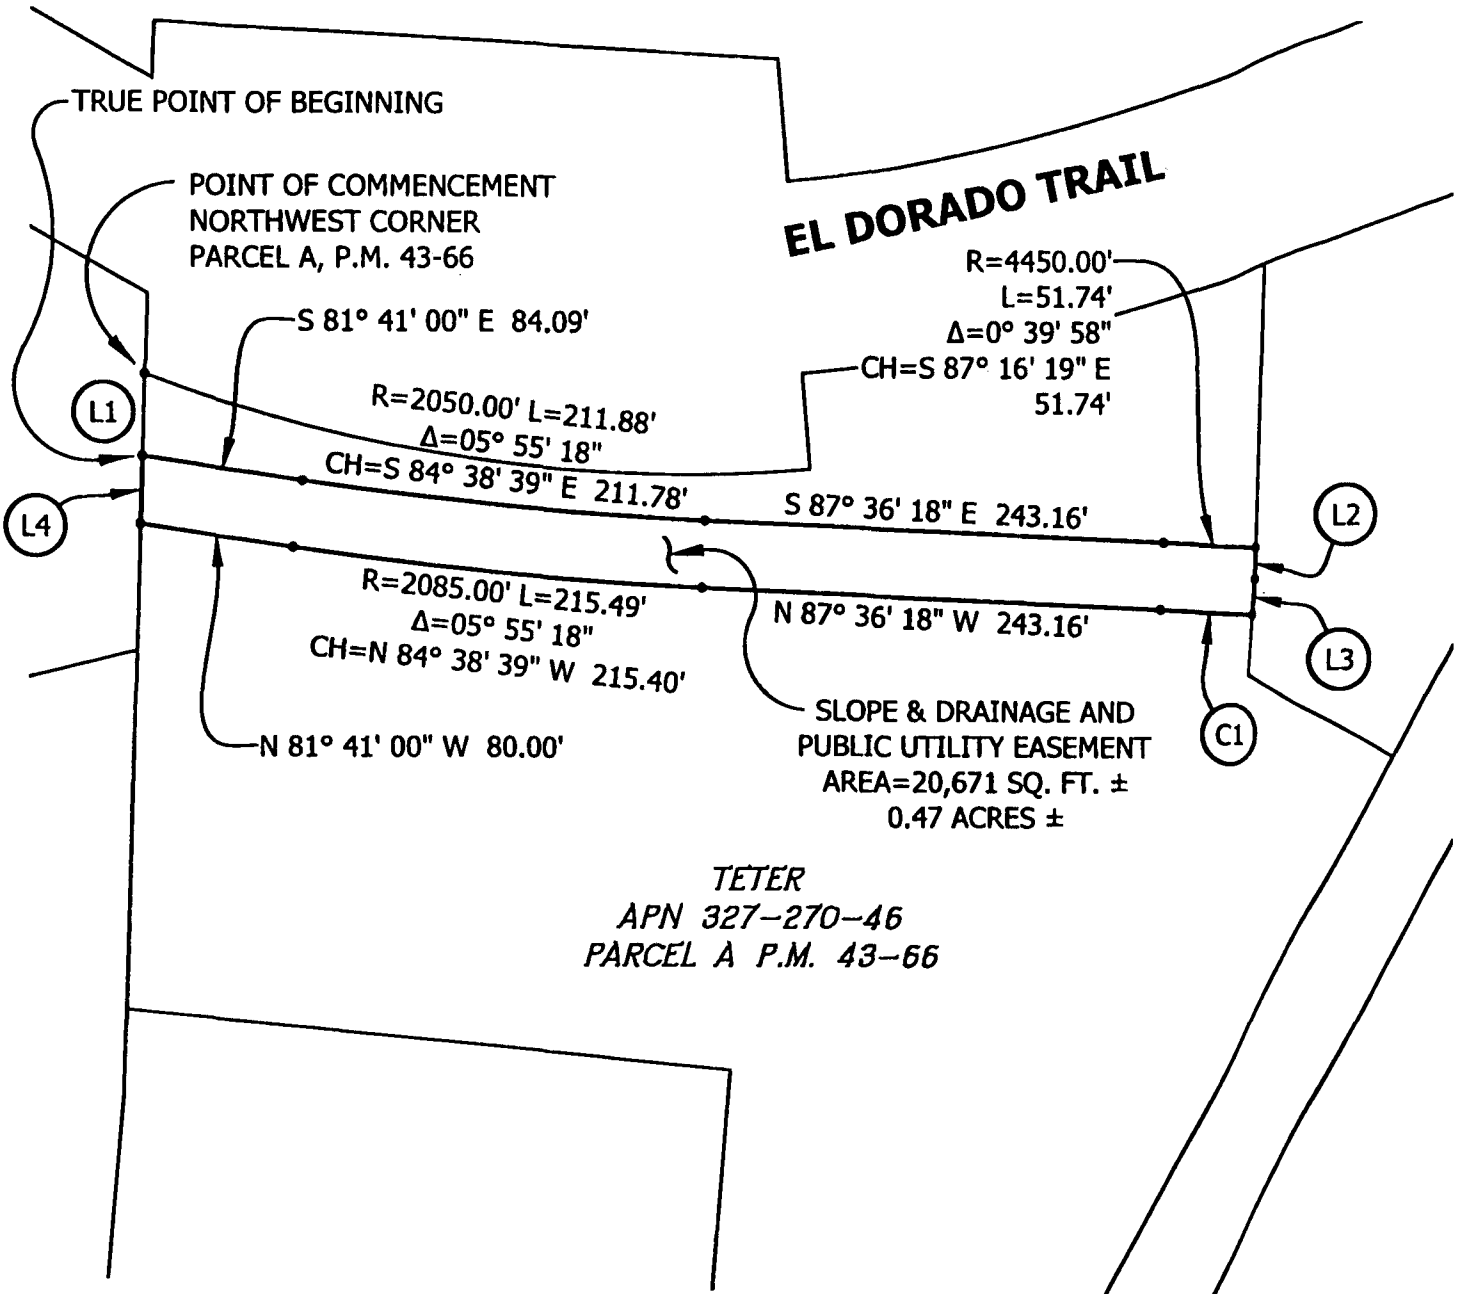 TRUE POINT OF BEGINNING
POINT OF COMMENCEMENT
NORTHWEST CORNER
PARCEL A, P.M. 43-66
EL DORADO TRAIL
R=4450.00'
L=51.74'
Δ=0° 39' 58"
CH=S 87° 16' 19" E
51.74'
S 81° 41' 00" E 84.09'
L1
R=2050.00' L=211.88'
Δ=05° 55' 18"
CH=S 84° 38' 39" E 211.78'
S 87° 36' 18" E 243.16'
L2
L4
R=2085.00' L=215.49'
Δ=05° 55' 18"
CH=N 84° 38' 39" W 215.40'
N 87° 36' 18" W 243.16'
L3
N 81° 41' 00" W 80.00'
SLOPE & DRAINAGE AND
PUBLIC UTILITY EASEMENT
AREA=20,671 SQ. FT. ±
0.47 ACRES ±
C1
TETER
APN 327-270-46
PARCEL A P.M. 43-66